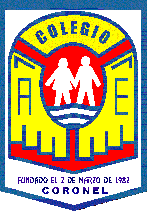 COLEGIO
A E
FUNDADO EL 2 DE MARZO DE 1982
CORONEL